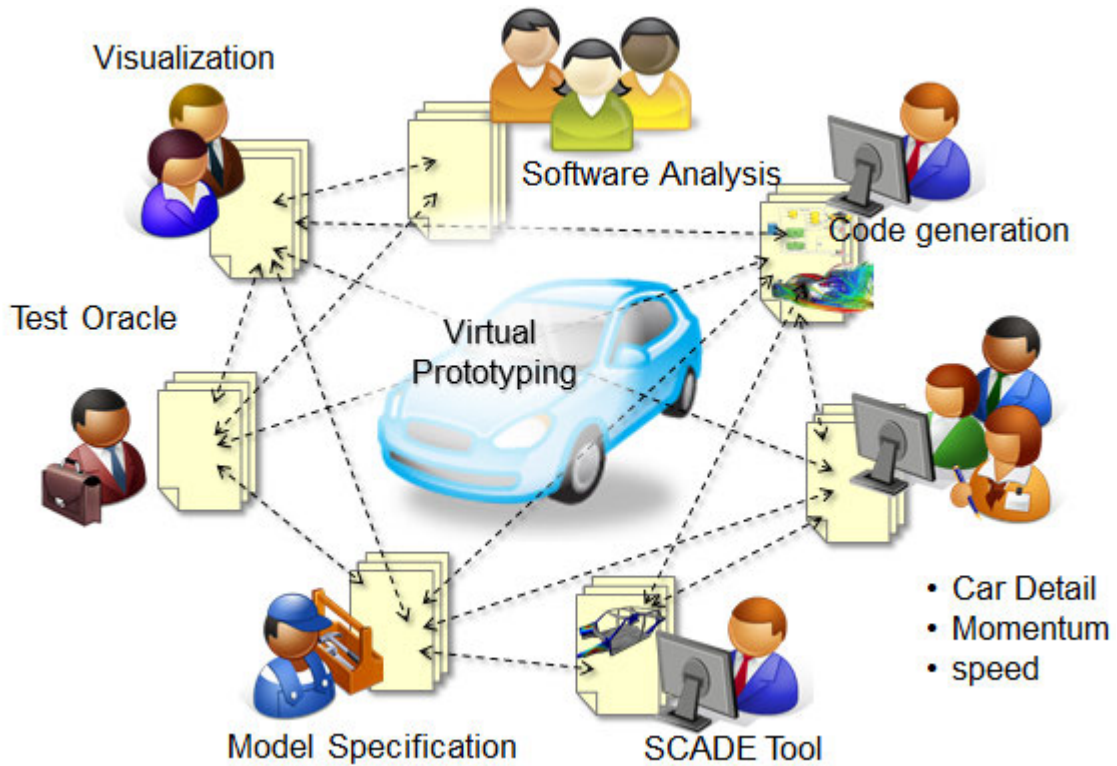 Visualization
Software Analysis
Code generation
Test Oracle
Virtual
Prototyping
• Car Detail
• Momentum
• speed
Model Specification
SCADE Tool